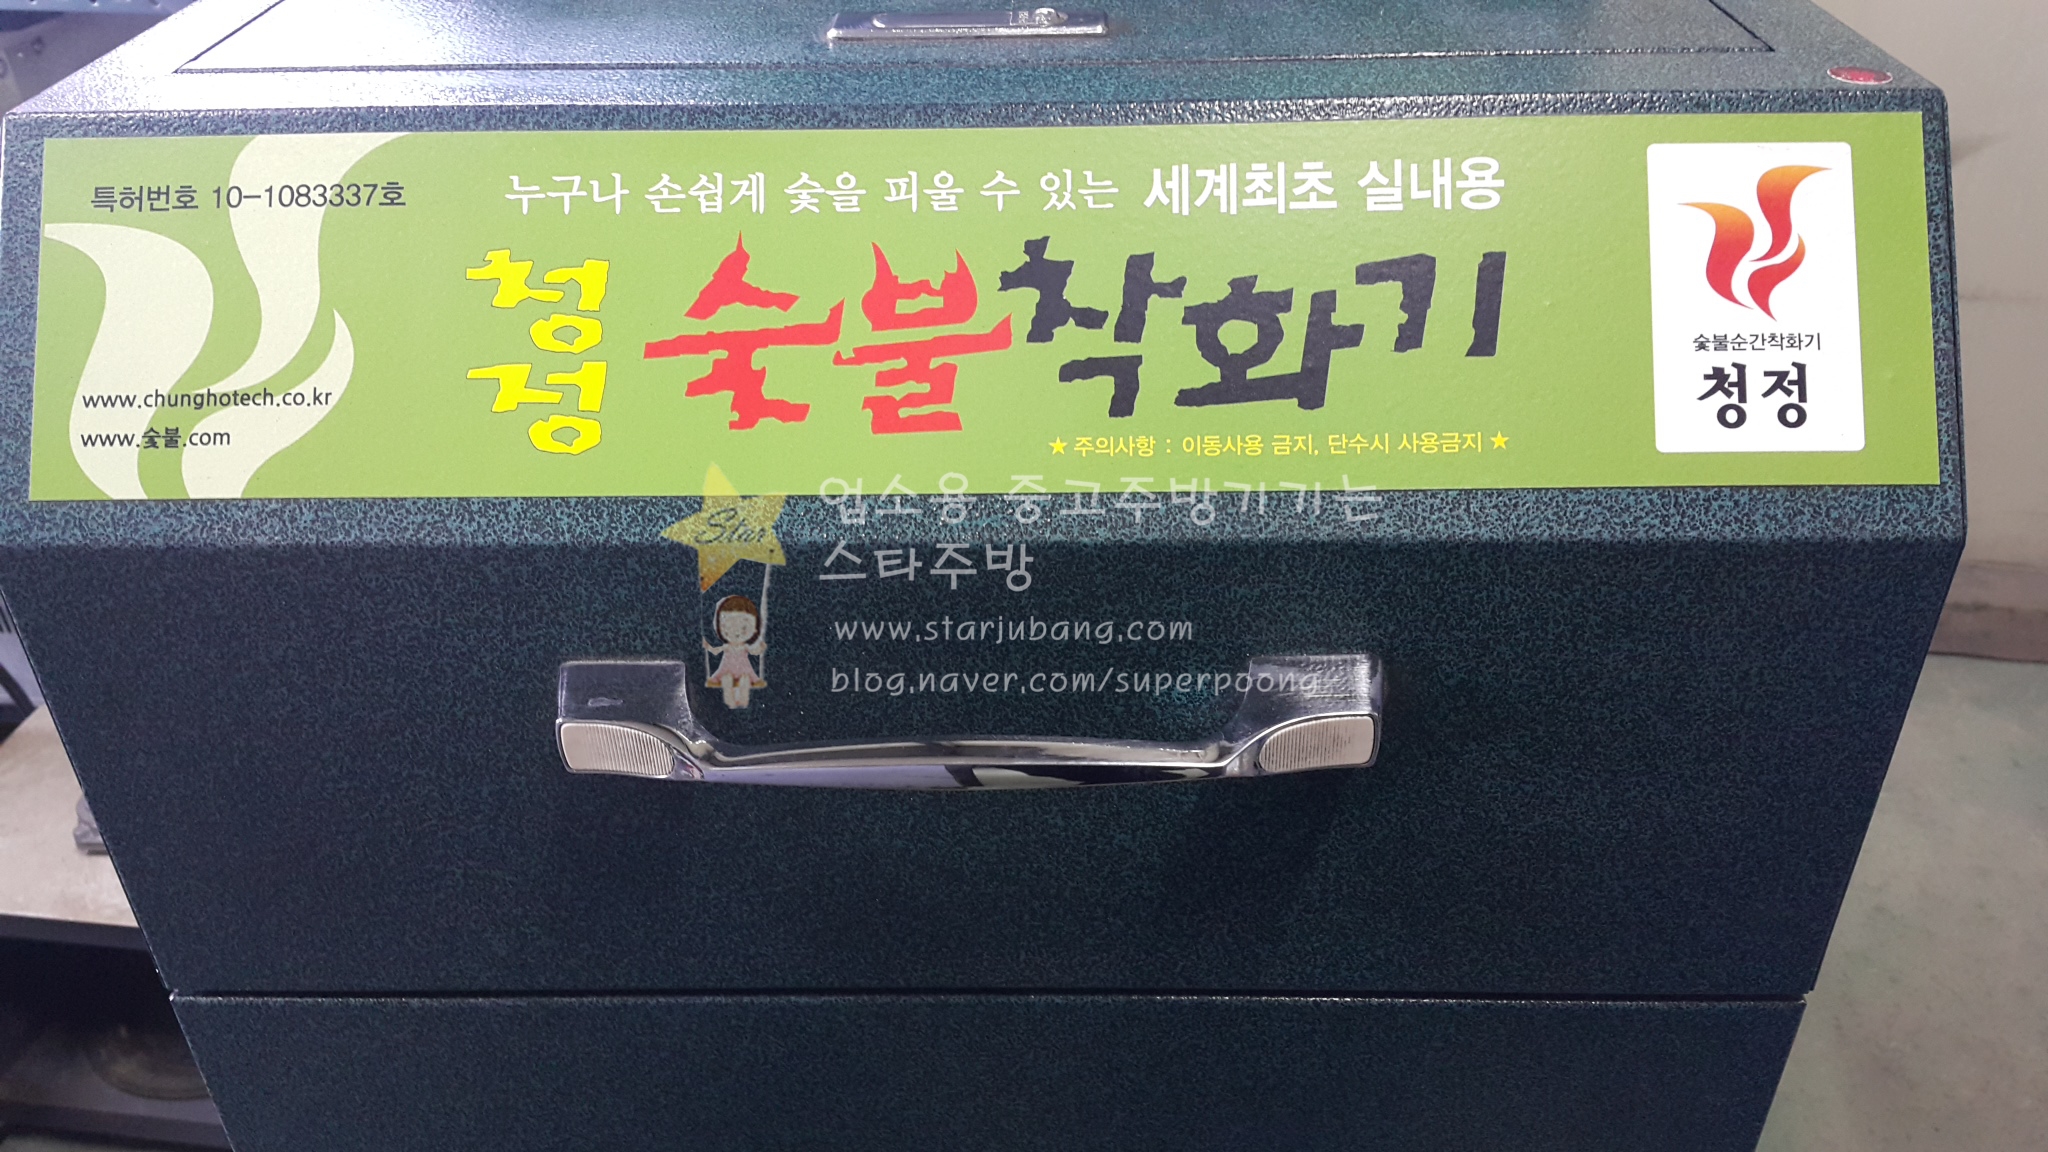 특허번호 10-1083337호
누구나 손쉽게 숯을 피울 수 있는 세계최초 실내용
청정 숯불착화기
www.chunghotech.co.kr
www.숯불.com
★ 주의사항 : 이동사용 금지, 단수시 사용금지 ★
숯불순간착화기
청정
Star
업소용 중고주방기기는
스타주방
www.starjubang.com
blog.naver.com/superpoong